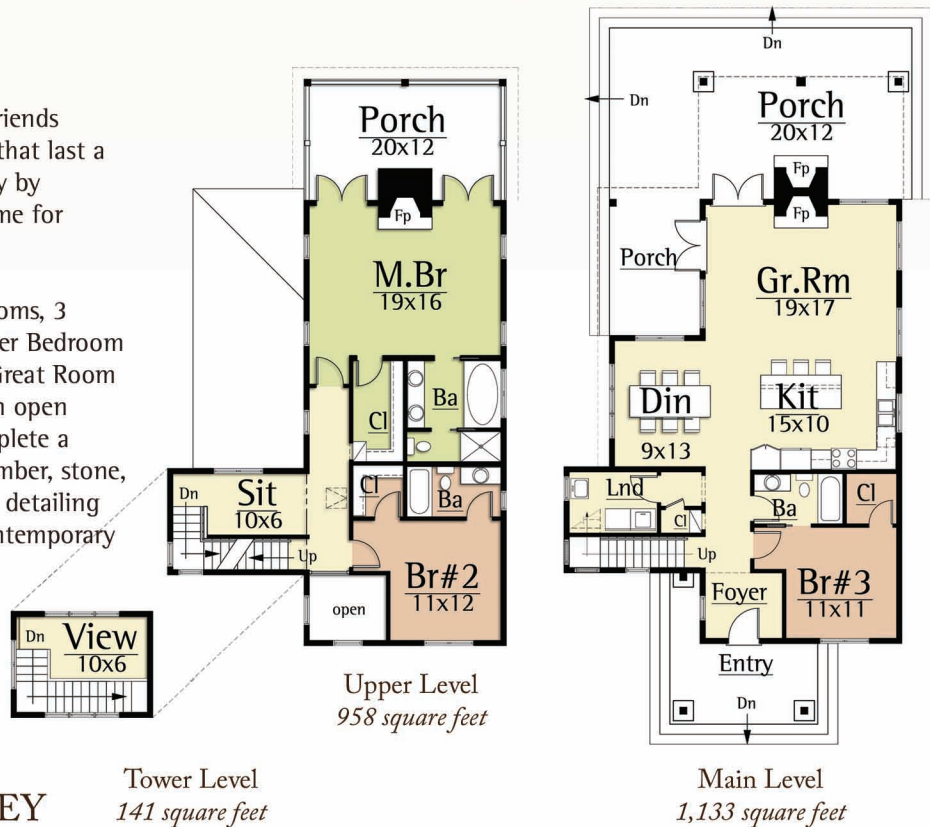 riends
that last a
y by
me for
oms, 3
er Bedroom
Great Room
n open
plete a
mber, stone,
detailing
ntemporary
EY
Porch
20x12
Fp
M.Br
19x16
Cl
Ba
Cl
Ba
Dn
Sit
10x6
Up
Br#2
11x12
open
Dn
View
10x6
Upper Level
958 square feet
Tower Level
141 square feet
Dn
Dn
Porch
20x12
Fp
Fp
Porch
Gr.Rm
19x17
Din
9x13
Kit
15x10
Lnd
Cl
Ba
Cl
Up
Foyer
Br#3
11x11
Entry
Dn
Main Level
1,133 square feet